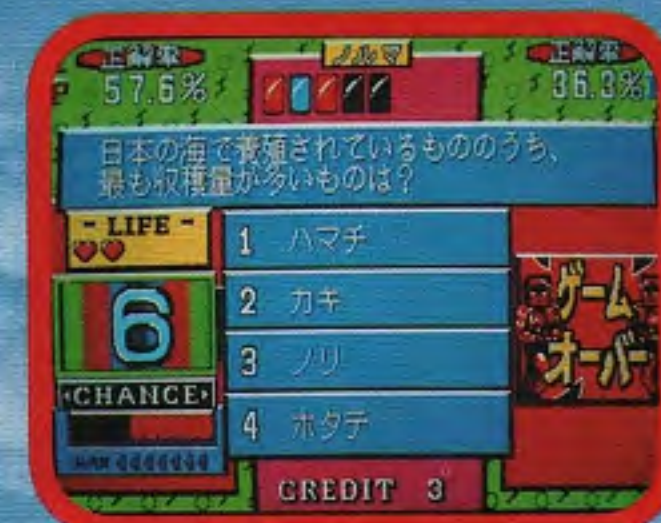 正解率
57.6%
ノルマ
正解率
36.3%
日本の海で養殖されているもののうち、
最も収穫量が多いものは？
- LIFE -
1 ハマチ
2 カキ
3 ノリ
4 ホタテ
6
CHANCE
ゲーム
オーバー
CREDIT 3